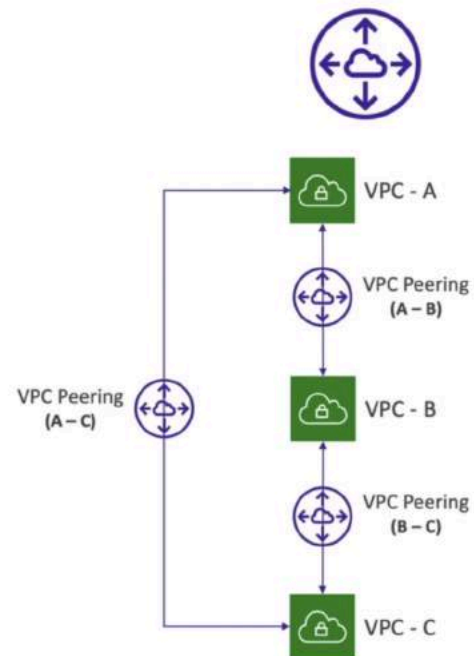 VPC - A
VPC Peering
(A – B)
VPC Peering
(A – C)
VPC - B
VPC Peering
(B – C)
VPC - C